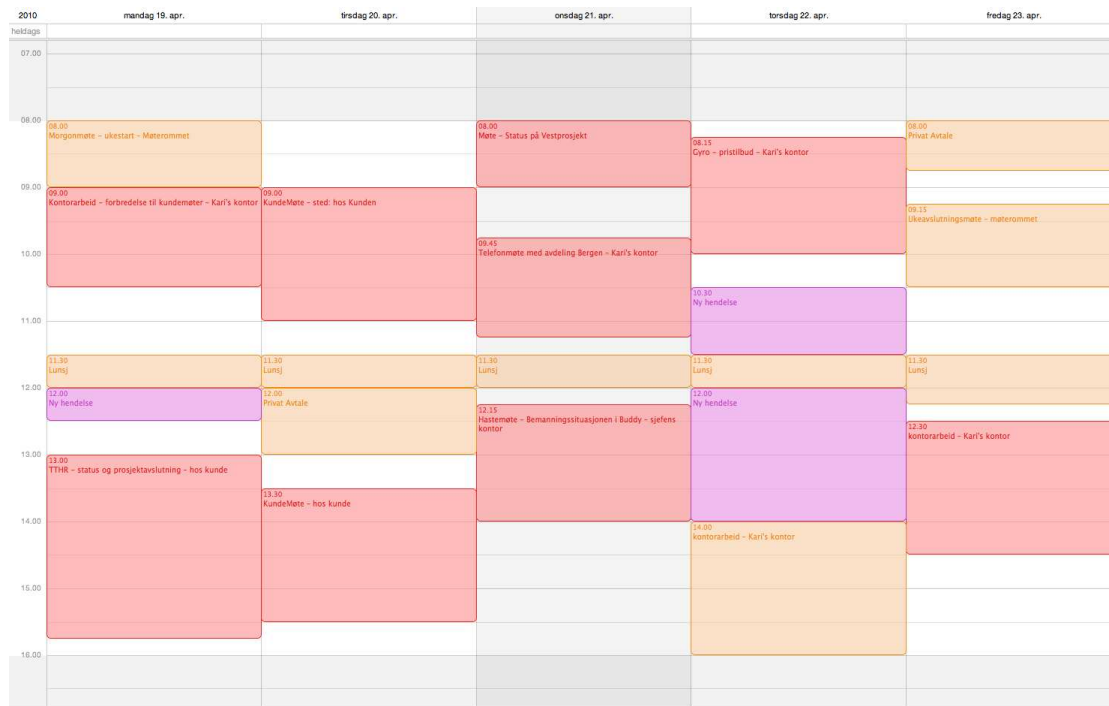 2010 mandag 19. apr. tirsdag 20. apr. onsdag 21. apr. torsdag 22. apr. fredag 23. apr.
heldags
07.00
08.00
09.00
10.00
11.00
12.00
13.00
14.00
15.00
16.00
08.00
Morgonmøte - ukestart - Møterommet
09.00
Kontorarbeid - forbredelse til kundemøter - Kari's kontor
11.30
Lunsj
12.00
Ny hendelse
13.00
TTHR - status og prosjektavslutning - hos kunde
09.00
KundeMøte - sted: hos Kunden
11.30
Lunsj
12.00
Privat Avtale
13.30
KundeMøte - hos kunde
08.00
Møte - Status på Vestprosjekt
09.45
Telefonmøte med avdeling Bergen - Kari's kontor
11.30
Lunsj
12.15
Hastemøte - Bemanningssituasjonen i Buddy - sjefens
kontor
08.15
Gyro - pristilbud - Kari's kontor
10.30
Ny hendelse
11.30
Lunsj
12.00
Ny hendelse
14.00
kontorarbeid - Kari's kontor
08.00
Privat Avtale
09.15
Ukeavslutningsmøte - møterommet
11.30
Lunsj
12.30
kontorarbeid - Kari's kontor